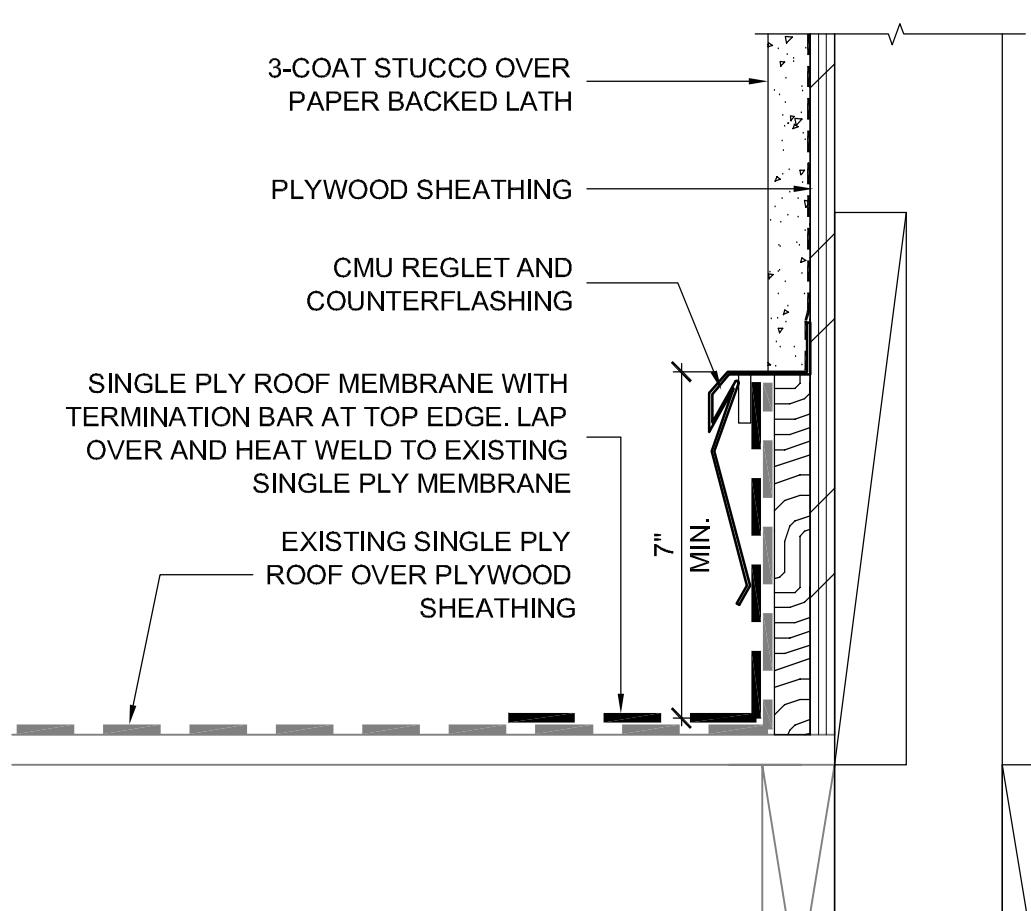 3-COAT STUCCO OVER
PAPER BACKED LATH
PLYWOOD SHEATHING
CMU REGLET AND
COUNTERFLASHING
SINGLE PLY ROOF MEMBRANE WITH
TERMINATION BAR AT TOP EDGE. LAP
OVER AND HEAT WELD TO EXISTING
SINGLE PLY MEMBRANE
EXISTING SINGLE PLY
ROOF OVER PLYWOOD
SHEATHING
7"
MIN.